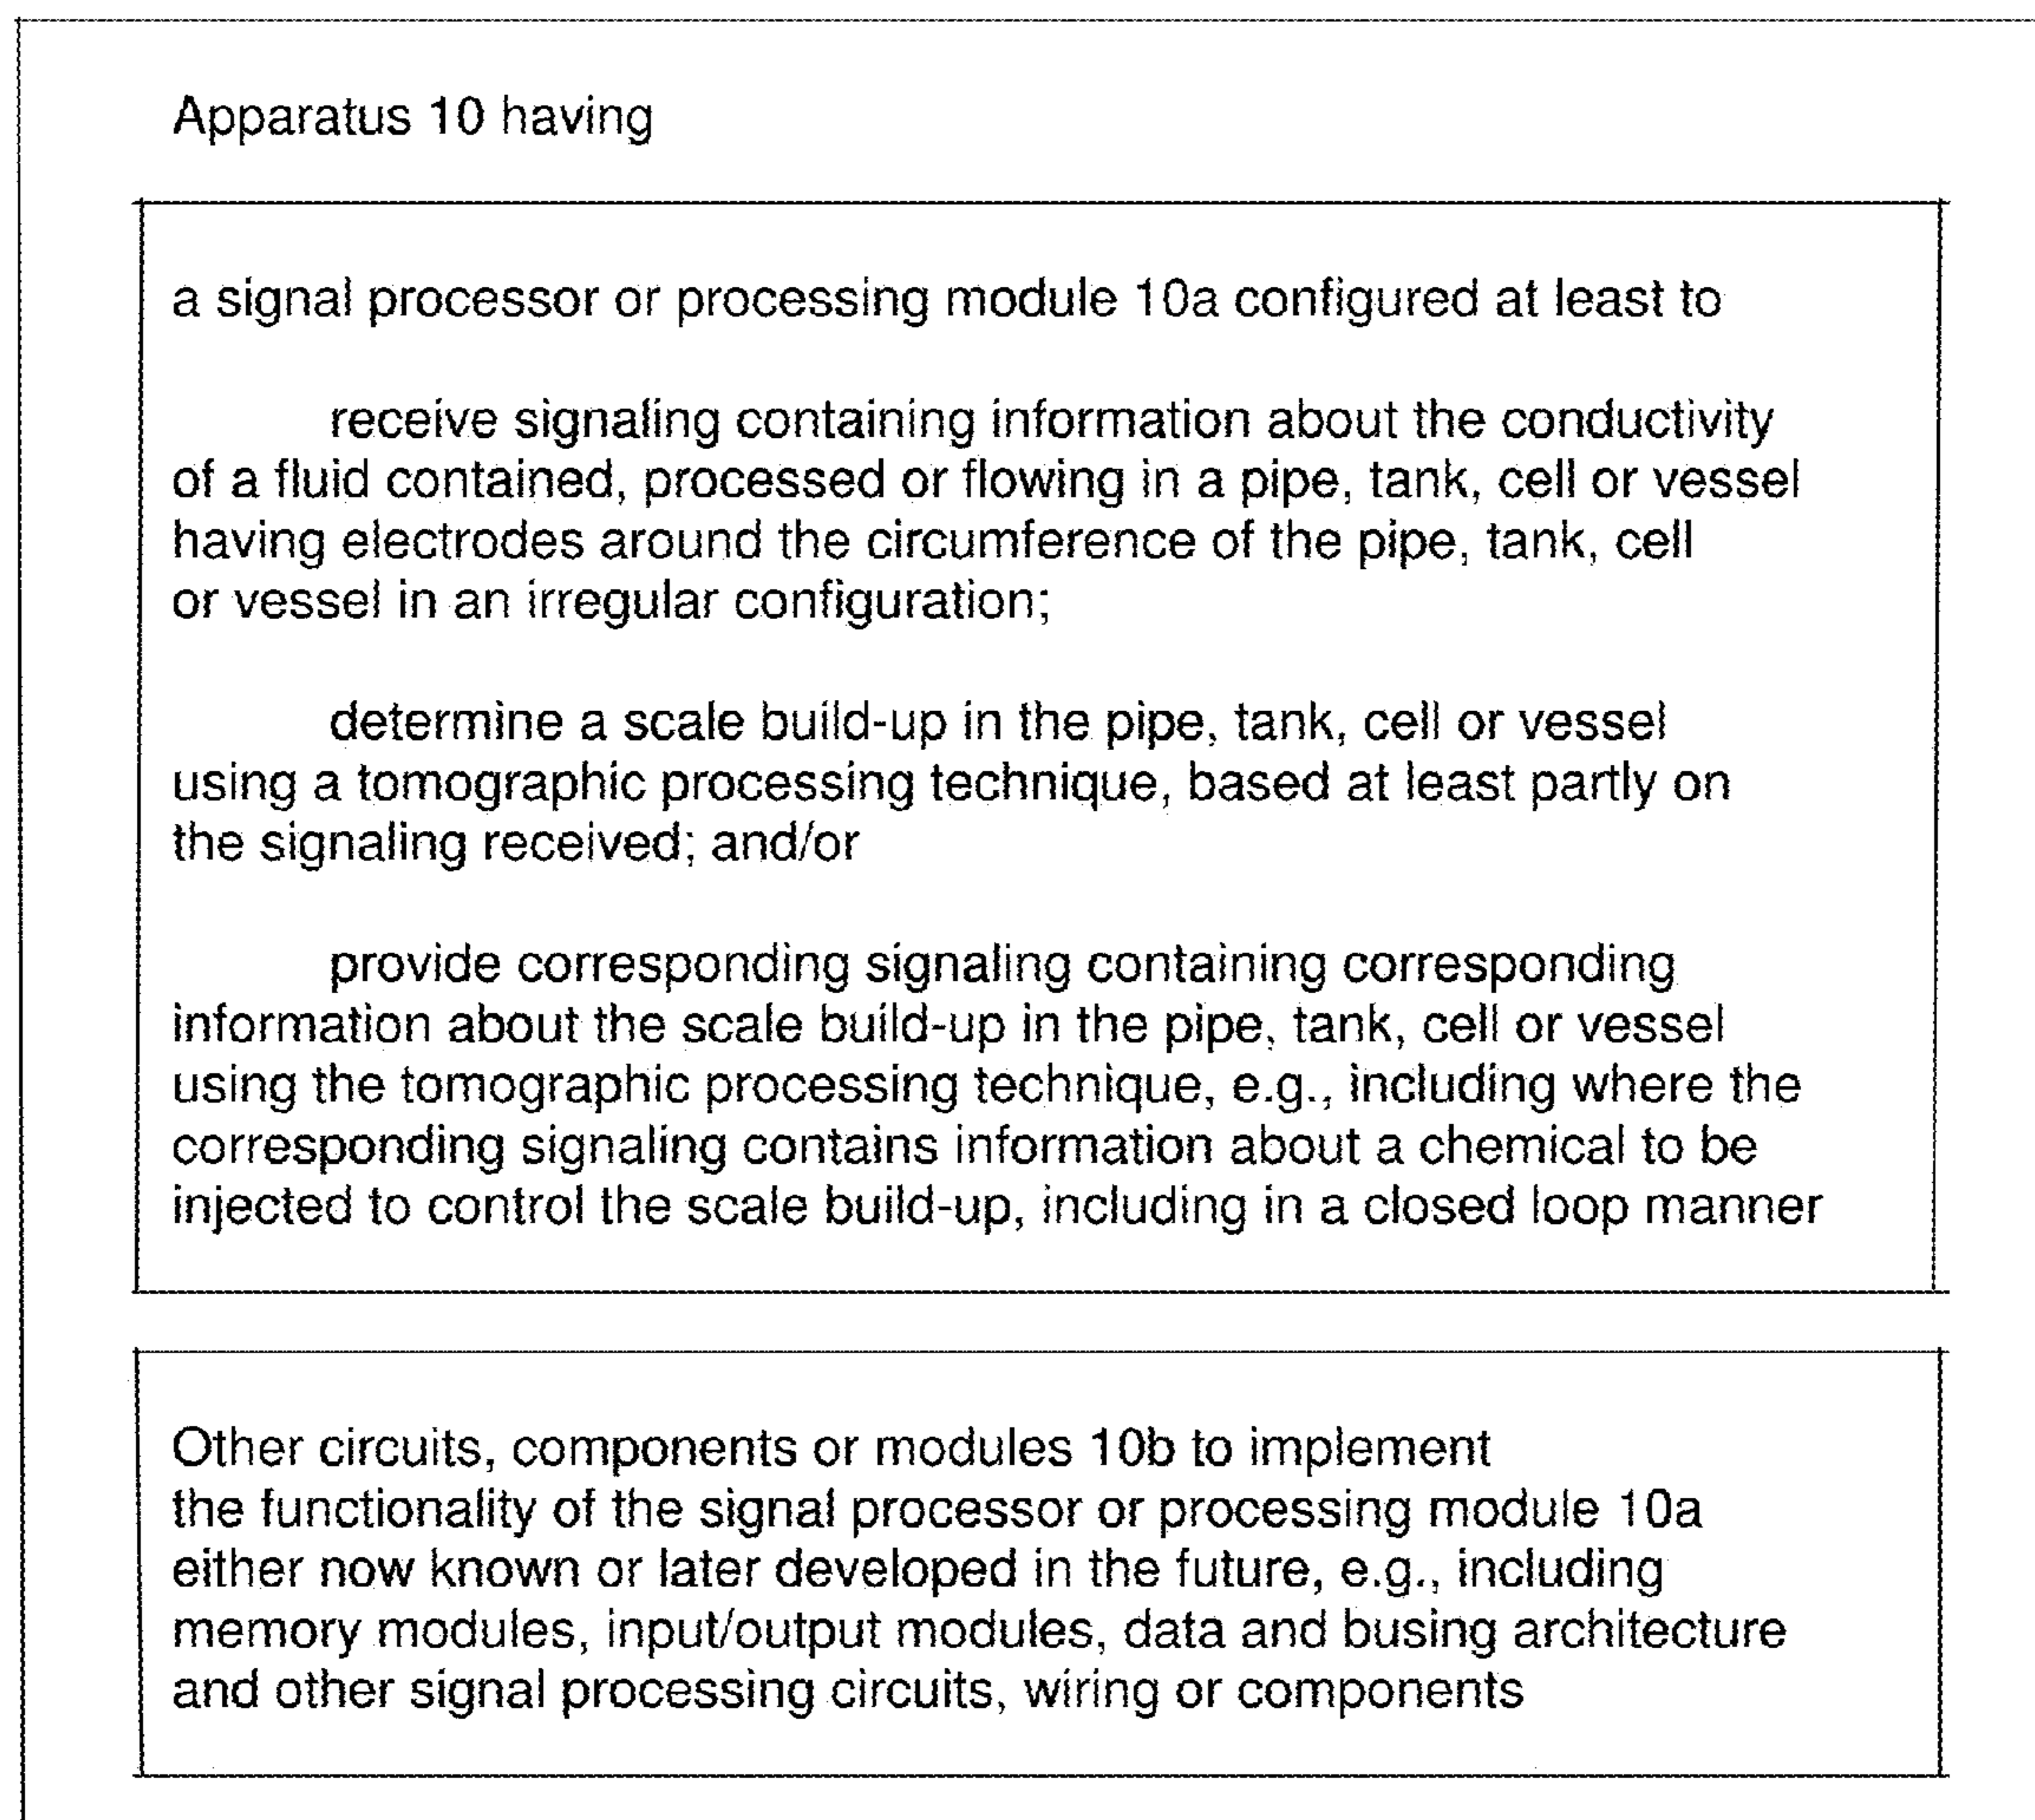 Apparatus 10 having
a signal processor or processing module 10a configured at least to
receive signaling containing information about the conductivity
of a fluid contained, processed or flowing in a pipe, tank, cell or vessel
having electrodes around the circumference of the pipe, tank, cell
or vessel in an irregular configuration;
determine a scale build-up in the pipe, tank, cell or vessel
using a tomographic processing technique, based at least partly on
the signaling received; and/or
provide corresponding signaling containing corresponding
information about the scale build-up in the pipe, tank, cell or vessel
using the tomographic processing technique, e.g., including where the
corresponding signaling contains information about a chemical to be
injected to control the scale build-up, including in a closed loop manner
Other circuits, components or modules 10b to implement
the functionality of the signal processor or processing module 10a
either now known or later developed in the future, e.g., including
memory modules, input/output modules, data and busing architecture
and other signal processing circuits, wiring or components